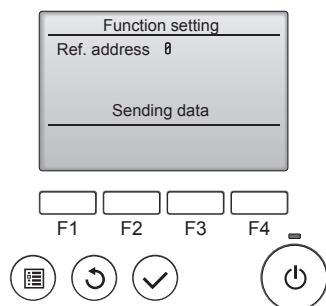 Function setting
Ref. address 0
Sending data
F1 F2 F3 F4